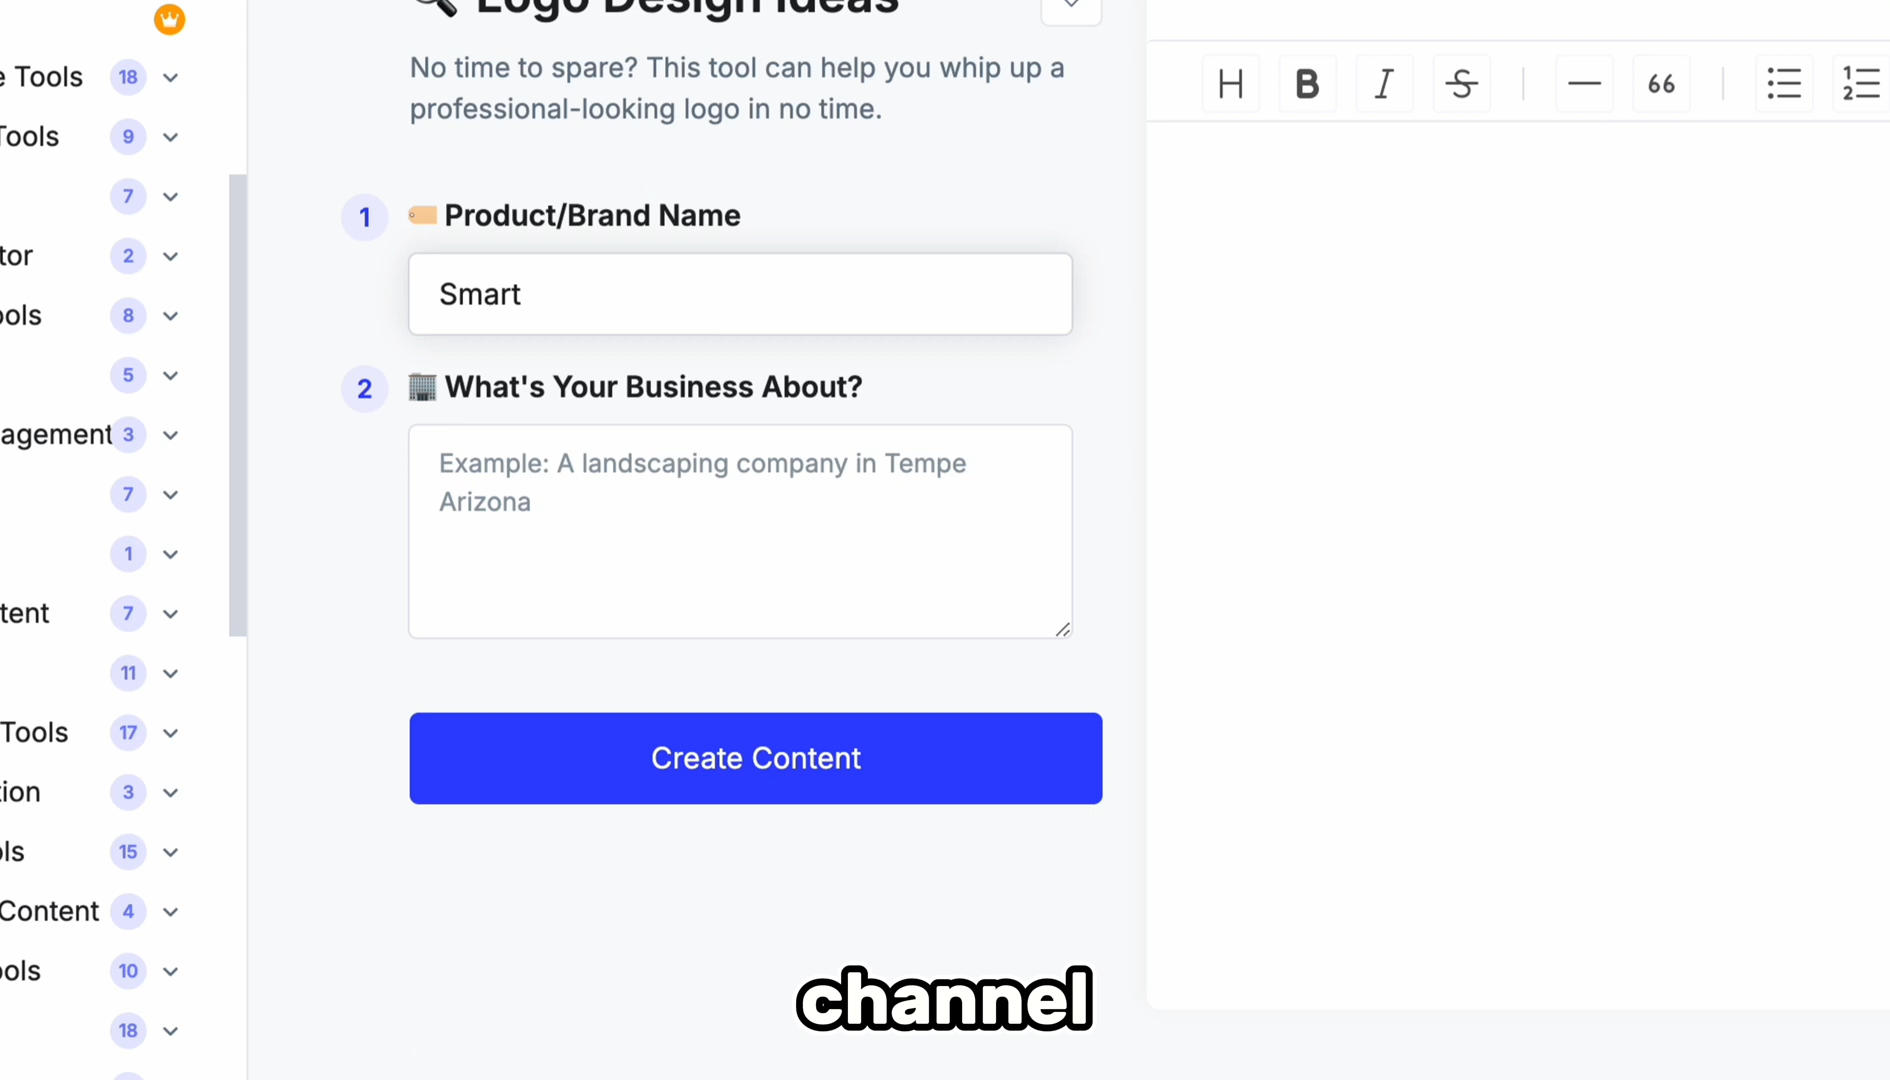 e Tools 18
Tools 9
7
tor 2
ools 8
5
agement 3
7
1
tent 7
11
Tools 17
tion 3
ols 15
Content 4
ools 10
18
Logo Design Ideas
No time to spare? This tool can help you whip up a
professional-looking logo in no time.
1 Product/Brand Name
Smart
2 What's Your Business About?
Example: A landscaping company in Tempe
Arizona
Create Content
H B I S — 66
channel